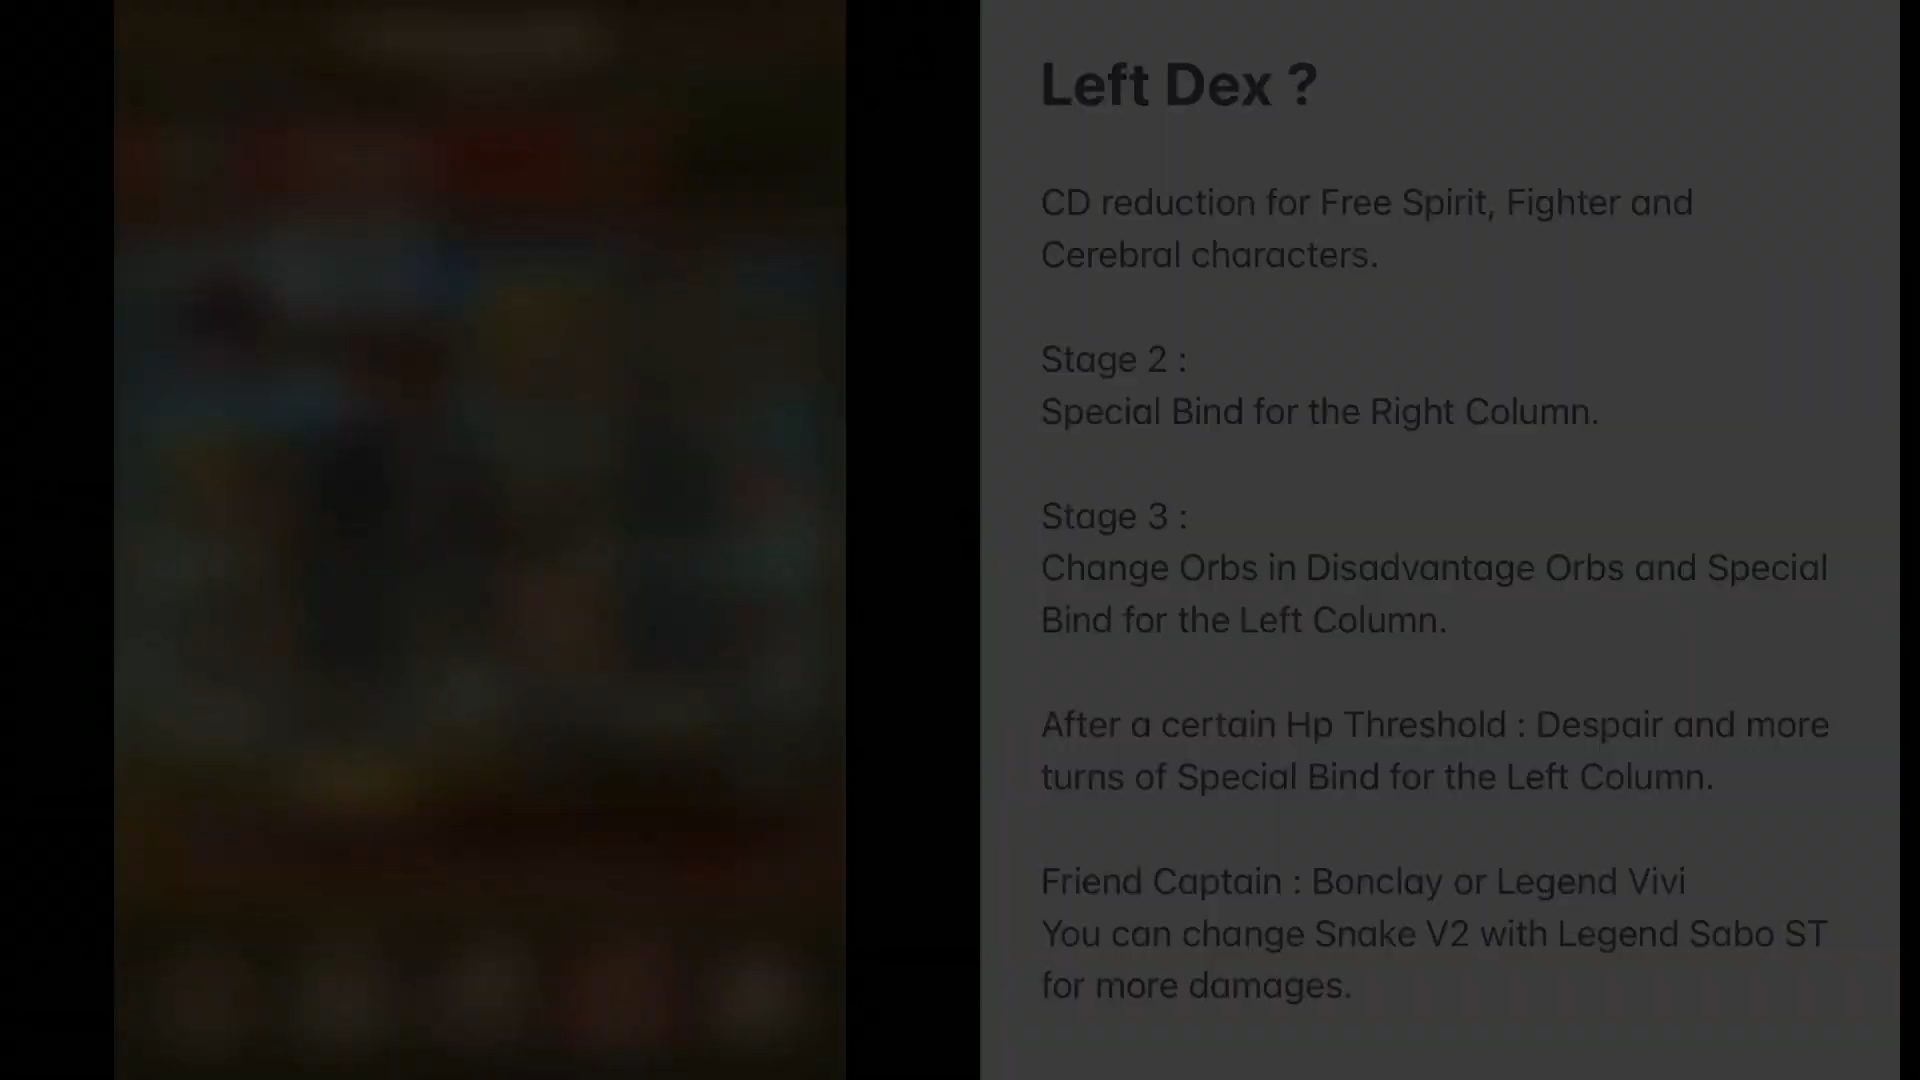 Left Dex ?
CD reduction for Free Spirit, Fighter and
Cerebral characters.
Stage 2 :
Special Bind for the Right Column.
Stage 3 :
Change Orbs in Disadvantage Orbs and Special
Bind for the Left Column.
After a certain Hp Threshold : Despair and more
turns of Special Bind for the Left Column.
Friend Captain : Bonclay or Legend Vivi
You can change Snake V2 with Legend Sabo ST
for more damages.